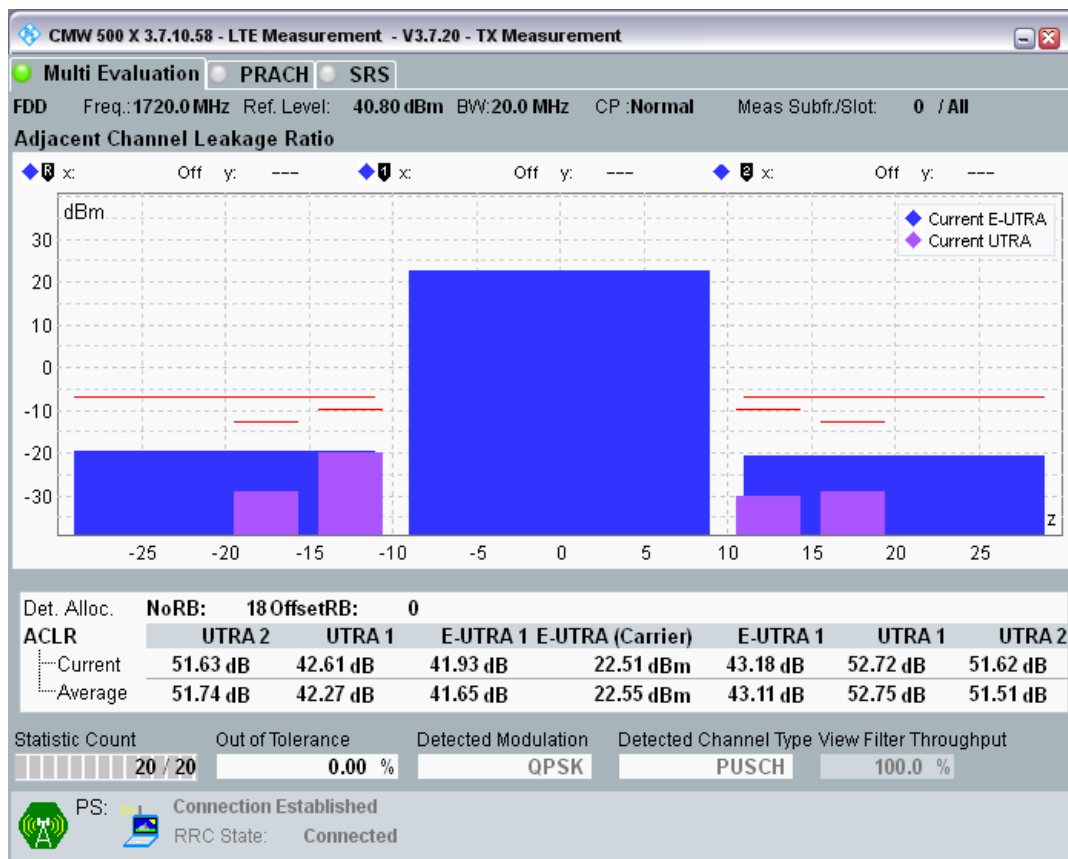 CMW 500 X 3.7.10.58 - LTE Measurement - V3.7.20 - TX Measurement
Multi Evaluation PRACH SRS
FDD Freq.:1720.0 MHz Ref. Level: 40.80 dBm BW:20.0 MHz CP :Normal Meas Subfr./Slot: 0 / All
Adjacent Channel Leakage Ratio
R x: Off y: --- 1 x: Off y: --- 2 x: Off y: ---
dBm
Current E-UTRA
Current UTRA
30
20
10
0
-10
-20
-30
z
-25 -20 -15 -10 -5 0 5 10 15 20 25
Det. Alloc. NoRB: 18 OffsetRB: 0
ACLR UTRA 2 UTRA 1 E-UTRA 1 E-UTRA (Carrier) E-UTRA 1 UTRA 1 UTRA 2
Current 51.63 dB 42.61 dB 41.93 dB 22.51 dBm 43.18 dB 52.72 dB 51.62 dB
Average 51.74 dB 42.27 dB 41.65 dB 22.55 dBm 43.11 dB 52.75 dB 51.51 dB
Statistic Count Out of Tolerance Detected Modulation Detected Channel Type View Filter Throughput
20 / 20 0.00 % QPSK PUSCH 100.0 %
PS: Connection Established
RRC State: Connected